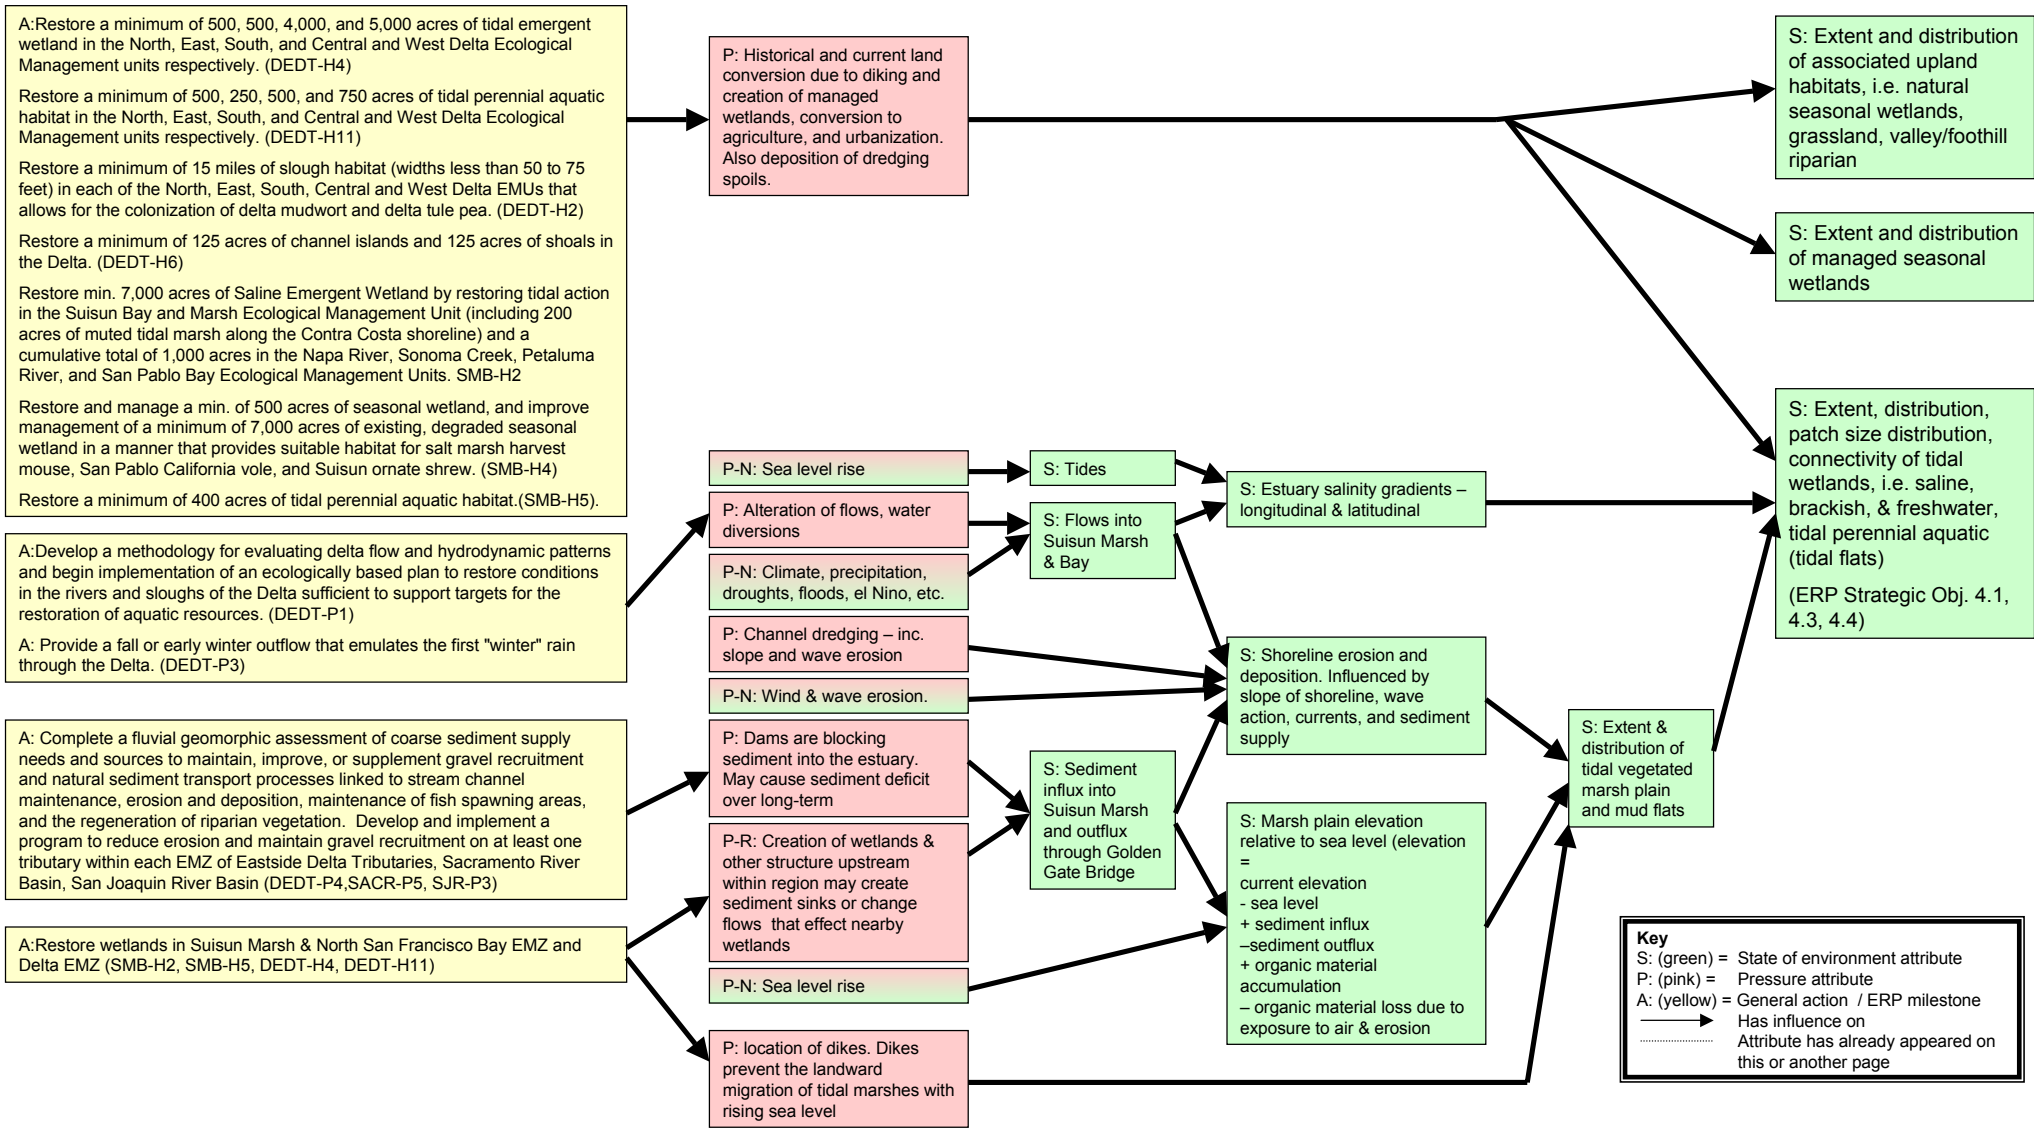 A:Restore a minimum of 500, 500, 4,000, and 5,000 acres of tidal emergent
wetland in the North, East, South, and Central and West Delta Ecological
Management units respectively. (DEDT-H4)
Restore a minimum of 500, 250, 500, and 750 acres of tidal perennial aquatic
habitat in the North, East, South, and Central and West Delta Ecological
Management units respectively. (DEDT-H11)
Restore a minimum of 15 miles of slough habitat (widths less than 50 to 75
feet) in each of the North, East, South, Central and West Delta EMUs that
allows for the colonization of delta mudwort and delta tule pea. (DEDT-H2)
Restore a minimum of 125 acres of channel islands and 125 acres of shoals in
the Delta. (DEDT-H6)
Restore min. 7,000 acres of Saline Emergent Wetland by restoring tidal action
in the Suisun Bay and Marsh Ecological Management Unit (including 200
acres of muted tidal marsh along the Contra Costa shoreline) and a
cumulative total of 1,000 acres in the Napa River, Sonoma Creek, Petaluma
River, and San Pablo Bay Ecological Management Units. SMB-H2
Restore and manage a min. of 500 acres of seasonal wetland, and improve
management of a minimum of 7,000 acres of existing, degraded seasonal
wetland in a manner that provides suitable habitat for salt marsh harvest
mouse, San Pablo California vole, and Suisun ornate shrew. (SMB-H4)
Restore a minimum of 400 acres of tidal perennial aquatic habitat.(SMB-H5).
A:Develop a methodology for evaluating delta flow and hydrodynamic patterns
and begin implementation of an ecologically based plan to restore conditions
in the rivers and sloughs of the Delta sufficient to support targets for the
restoration of aquatic resources. (DEDT-P1)
A: Provide a fall or early winter outflow that emulates the first "winter" rain
through the Delta. (DEDT-P3)
A: Complete a fluvial geomorphic assessment of coarse sediment supply
needs and sources to maintain, improve, or supplement gravel recruitment
and natural sediment transport processes linked to stream channel
maintenance, erosion and deposition, maintenance of fish spawning areas,
and the regeneration of riparian vegetation.  Develop and implement a
program to reduce erosion and maintain gravel recruitment on at least one
tributary within each EMZ of Eastside Delta Tributaries, Sacramento River
Basin, San Joaquin River Basin (DEDT-P4,SACR-P5, SJR-P3)
A:Restore wetlands in Suisun Marsh & North San Francisco Bay EMZ and
Delta EMZ (SMB-H2, SMB-H5, DEDT-H4, DEDT-H11)
P: Historical and current land
conversion due to diking and
creation of managed
wetlands, conversion to
agriculture, and urbanization.
Also deposition of dredging
spoils.
P-N: Sea level rise
P: Alteration of flows, water
diversions
P-N: Climate, precipitation,
droughts, floods, el Nino, etc.
P: Channel dredging – inc.
slope and wave erosion
P-N: Wind & wave erosion.
P: Dams are blocking
sediment into the estuary.
May cause sediment deficit
over long-term
P-R: Creation of wetlands &
other structure upstream
within region may create
sediment sinks or change
flows  that effect nearby
wetlands
P-N: Sea level rise
P: location of dikes. Dikes
prevent the landward
migration of tidal marshes with
rising sea level
S: Tides
S: Flows into
Suisun Marsh
& Bay
S: Sediment
influx into
Suisun Marsh
and outflux
through Golden
Gate Bridge
S: Estuary salinity gradients –
longitudinal & latitudinal
S: Shoreline erosion and
deposition. Influenced by
slope of shoreline, wave
action, currents, and sediment
supply
S: Marsh plain elevation
relative to sea level (elevation
=
current elevation
- sea level
+ sediment influx
–sediment outflux
+ organic material
accumulation
– organic material loss due to
exposure to air & erosion
S: Extent &
distribution of
tidal vegetated
marsh plain
and mud flats
S: Extent and distribution
of associated upland
habitats, i.e. natural
seasonal wetlands,
grassland, valley/foothill
riparian
S: Extent and distribution
of managed seasonal
wetlands
S: Extent, distribution,
patch size distribution,
connectivity of tidal
wetlands, i.e. saline,
brackish, & freshwater,
tidal perennial aquatic
(tidal flats)
(ERP Strategic Obj. 4.1,
4.3, 4.4)
Key
S: (green) = State of environment attribute
P: (pink) = Pressure attribute
A: (yellow) = General action  / ERP milestone
Has influence on
Attribute has already appeared on
this or another page